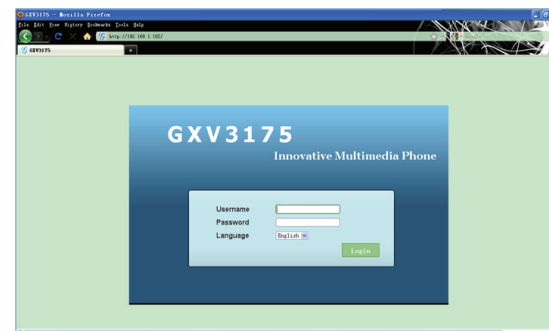 GXV3175 - Mozilla Firefox
File Edit View History Bookmarks Tools Help
http://192.168.1.102/
GXV3175
GXV3175
Innovative Multimedia Phone
Username
Password
Language English
Login